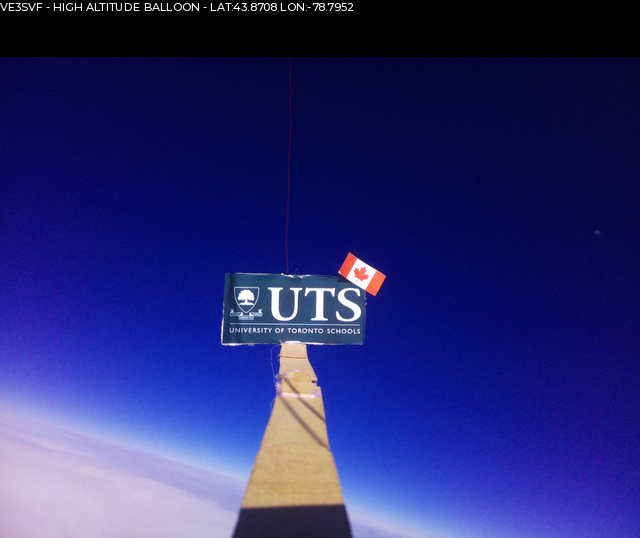 VE3SVF - HIGH ALTITUDE BALLOON - LAT:43.8708 LON:-78.7952
UTS
UNIVERSITY OF TORONTO SCHOOLS